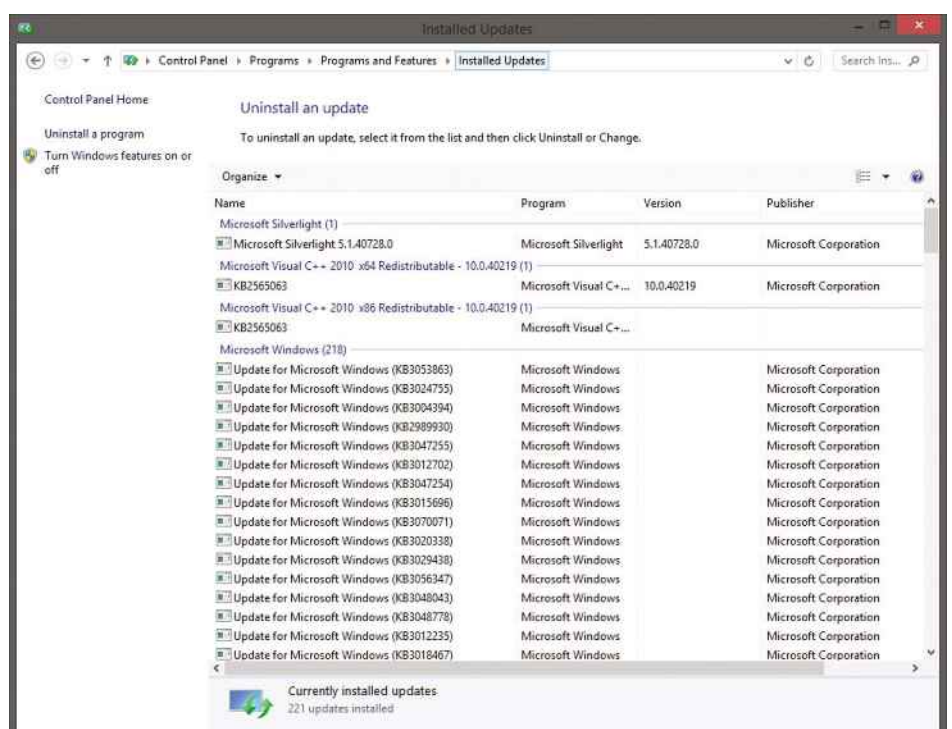 Installed Updates
Control Panel Programs Programs and Features Installed Updates Search Ins...
Control Panel Home
Uninstall a program
Turn Windows features on or
off
Uninstall an update
To uninstall an update, select it from the list and then click Uninstall or Change.
Organize
Name Program Version Publisher
Microsoft Silverlight (1)
Microsoft Silverlight 5.1.40728.0 Microsoft Silverlight 5.1.40728.0 Microsoft Corporation
Microsoft Visual C++ 2010 x64 Redistributable - 10.0.40219 (1)
KB2565063 Microsoft Visual C+... 10.0.40219 Microsoft Corporation
Microsoft Visual C++ 2010 x86 Redistributable - 10.0.40219 (1)
KB2565063 Microsoft Visual C+...
Microsoft Windows (218)
Update for Microsoft Windows (KB3053863) Microsoft Windows Microsoft Corporation
Update for Microsoft Windows (KB3024755) Microsoft Windows Microsoft Corporation
Update for Microsoft Windows (KB3004394) Microsoft Windows Microsoft Corporation
Update for Microsoft Windows (KB2989930) Microsoft Windows Microsoft Corporation
Update for Microsoft Windows (KB3047255) Microsoft Windows Microsoft Corporation
Update for Microsoft Windows (KB3012702) Microsoft Windows Microsoft Corporation
Update for Microsoft Windows (KB3047254) Microsoft Windows Microsoft Corporation
Update for Microsoft Windows (KB3015696) Microsoft Windows Microsoft Corporation
Update for Microsoft Windows (KB3070071) Microsoft Windows Microsoft Corporation
Update for Microsoft Windows (KB3020338) Microsoft Windows Microsoft Corporation
Update for Microsoft Windows (KB3029438) Microsoft Windows Microsoft Corporation
Update for Microsoft Windows (KB3056347) Microsoft Windows Microsoft Corporation
Update for Microsoft Windows (KB3048043) Microsoft Windows Microsoft Corporation
Update for Microsoft Windows (KB3048778) Microsoft Windows Microsoft Corporation
Update for Microsoft Windows (KB3012235) Microsoft Windows Microsoft Corporation
Update for Microsoft Windows (KB3018467) Microsoft Windows Microsoft Corporation
Currently installed updates
221 updates installed